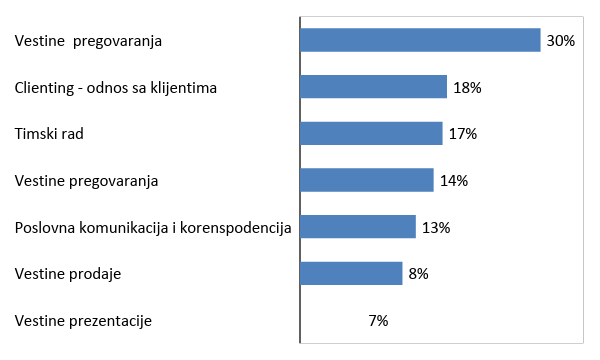 Vestine  pregovaranja 30%
Clienting - odnos sa klijentima 18%
Timski rad 17%
Vestine pregovaranja 14%
Poslovna komunikacija i korenspodencija 13%
Vestine prodaje 8%
Vestine prezentacije 7%